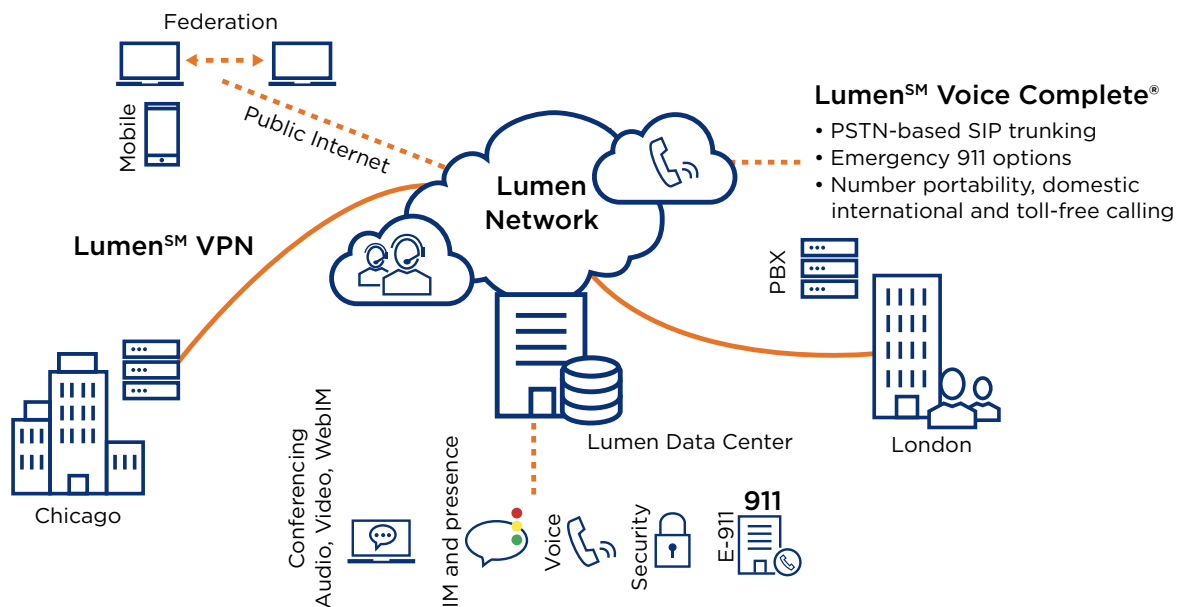 Federation
Mobile
Public Internet
Lumen℠ VPN
Lumen
Network
Lumen℠ Voice Complete®
• PSTN-based SIP trunking
• Emergency 911 options
• Number portability, domestic
international and toll-free calling
PBX
Chicago
Lumen Data Center
London
Conferencing
Audio, Video, WebIM
IM and presence
Voice
Security
E-911
911